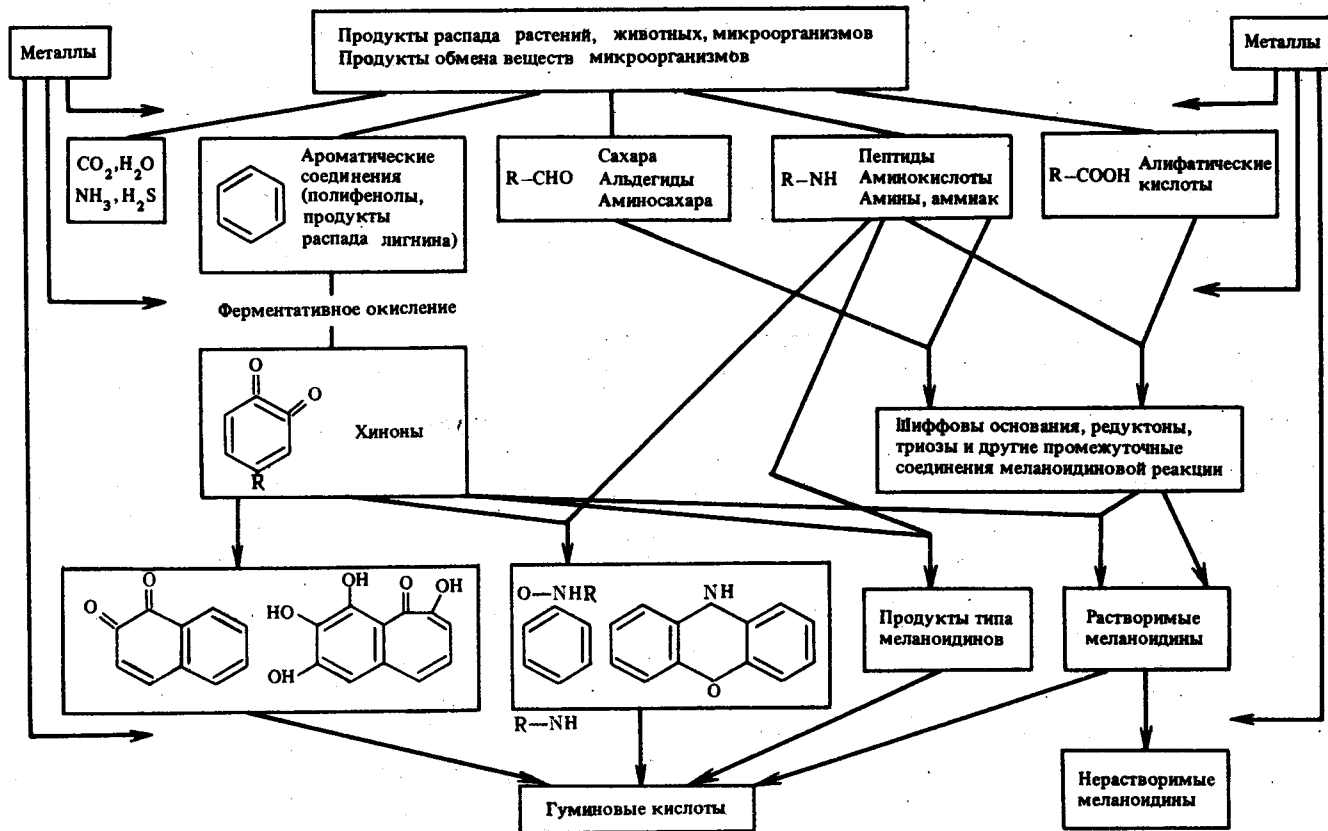 Металлы
Продукты распада растений, животных, микроорганизмов
Продукты обмена веществ микроорганизмов
Металлы
CO₂, H₂O
NH₃, H₂S
Ароматические
соединения
(полифенолы,
продукты
распада лигнина)
R–CHO
Сахара
Альдегиды
Аминосахара
R–NH
Пептиды
Аминокислоты
Амины, аммиак
R–COOH
Алифатические
кислоты
Ферментативное окисление
O
O
R
Хиноны
Шиффовы основания, редуктоны,
триозы и другие промежуточные
соединения меланоидиновой реакции
O
O
OH
O
OH
HO
OH
O—NHR
R—NH
NH
O
Продукты типа
меланоидинов
Растворимые
меланоидины
Гуминовые кислоты
Нерастворимые
меланоидины